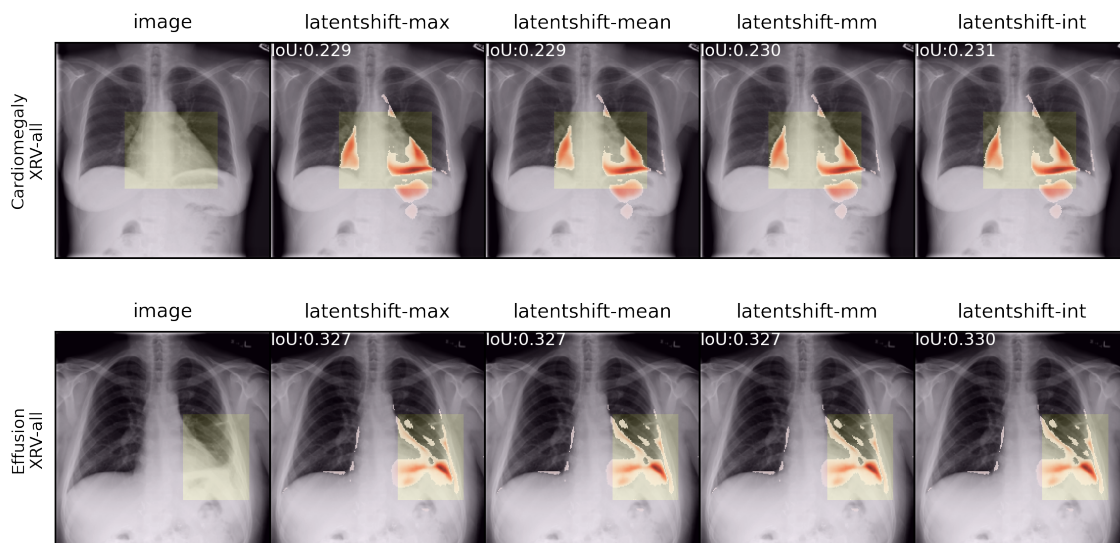 image latentshift-max latentshift-mean latentshift-mm latentshift-int
Cardiomegaly
XRV-all
IoU:0.229 IoU:0.229 IoU:0.230 IoU:0.231
image latentshift-max latentshift-mean latentshift-mm latentshift-int
Effusion
XRV-all
IoU:0.327 IoU:0.327 IoU:0.327 IoU:0.330